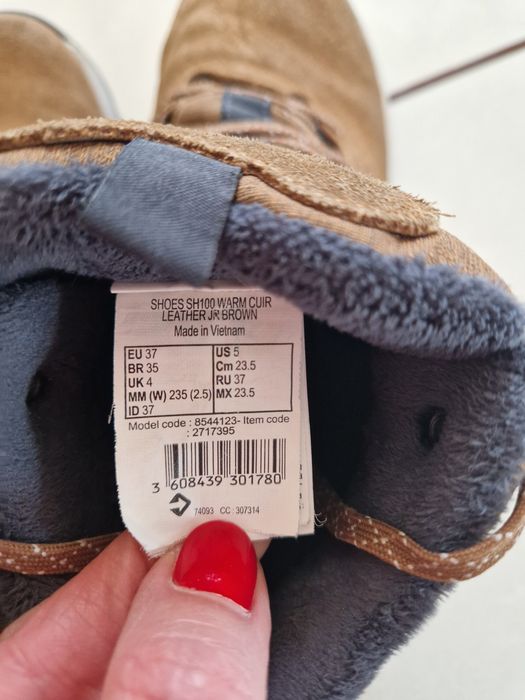 SHOES SH100 WARM CUIR
LEATHER JR BROWN
Made in Vietnam
EU 37 US 5
BR 35 Cm 23.5
UK 4 RU 37
MM (W) 235 (2.5) MX 23.5
ID 37
Model code : 8544123- Item code
: 2717395
3 608439 301780
74093 CC : 307314